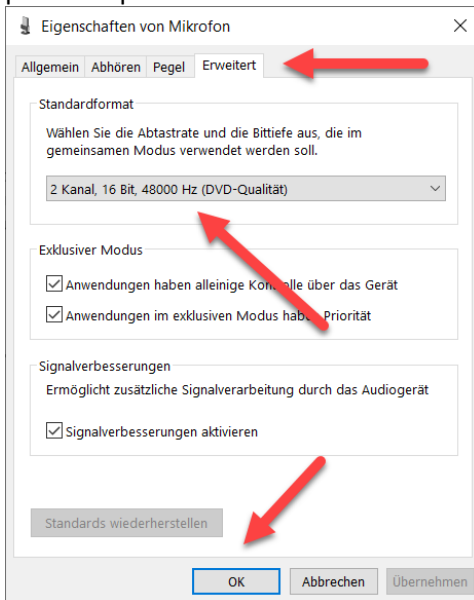 Eigenschaften von Mikrofon
Allgemein Abhören Pegel Erweitert
Standardformat
Wählen Sie die Abtastrate und die Bittiefe aus, die im
gemeinsamen Modus verwendet werden soll.
2 Kanal, 16 Bit, 48000 Hz (DVD-Qualität)
Exklusiver Modus
Anwendungen haben alleinige Kontrolle über das Gerät
Anwendungen im exklusiven Modus haben Priorität
Signalverbesserungen
Ermöglicht zusätzliche Signalverarbeitung durch das Audiogerät
Signalverbesserungen aktivieren
Standards wiederherstellen
OK Abbrechen Übernehmen